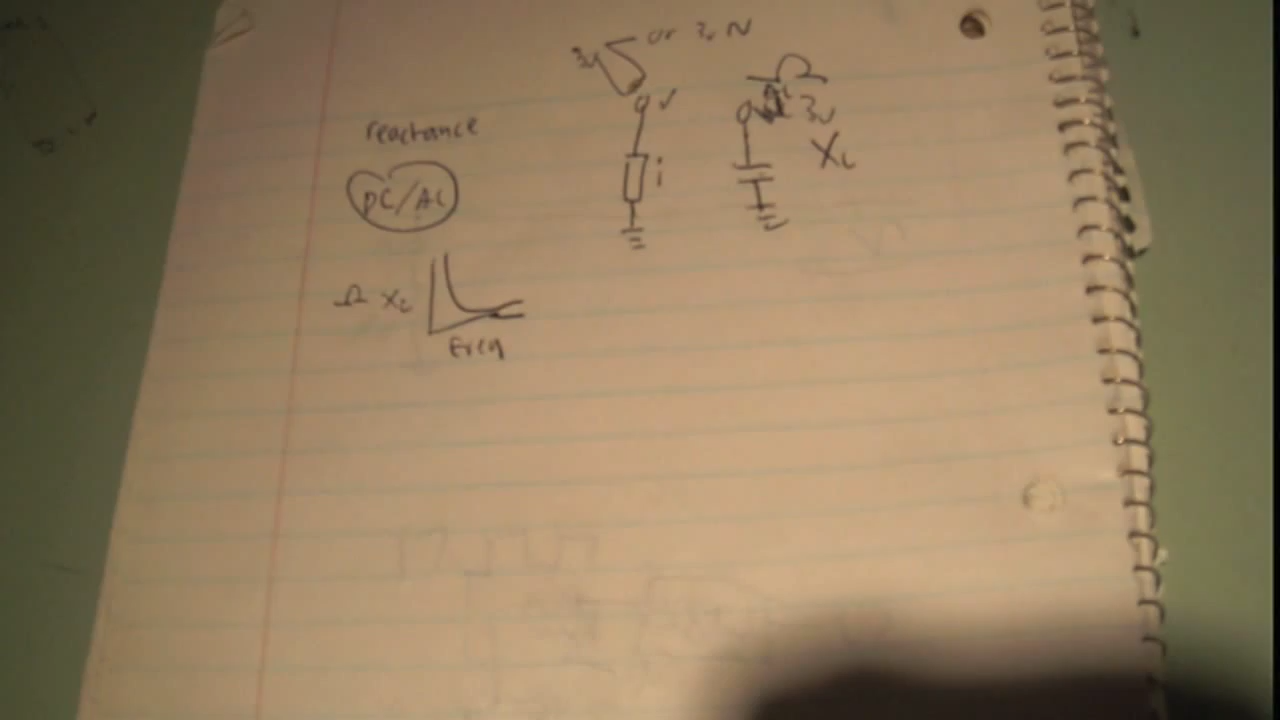 or 3v N
3v
v
Ω
reactance
3v
Xc
i
DC/AC
Ω Xc
Freq